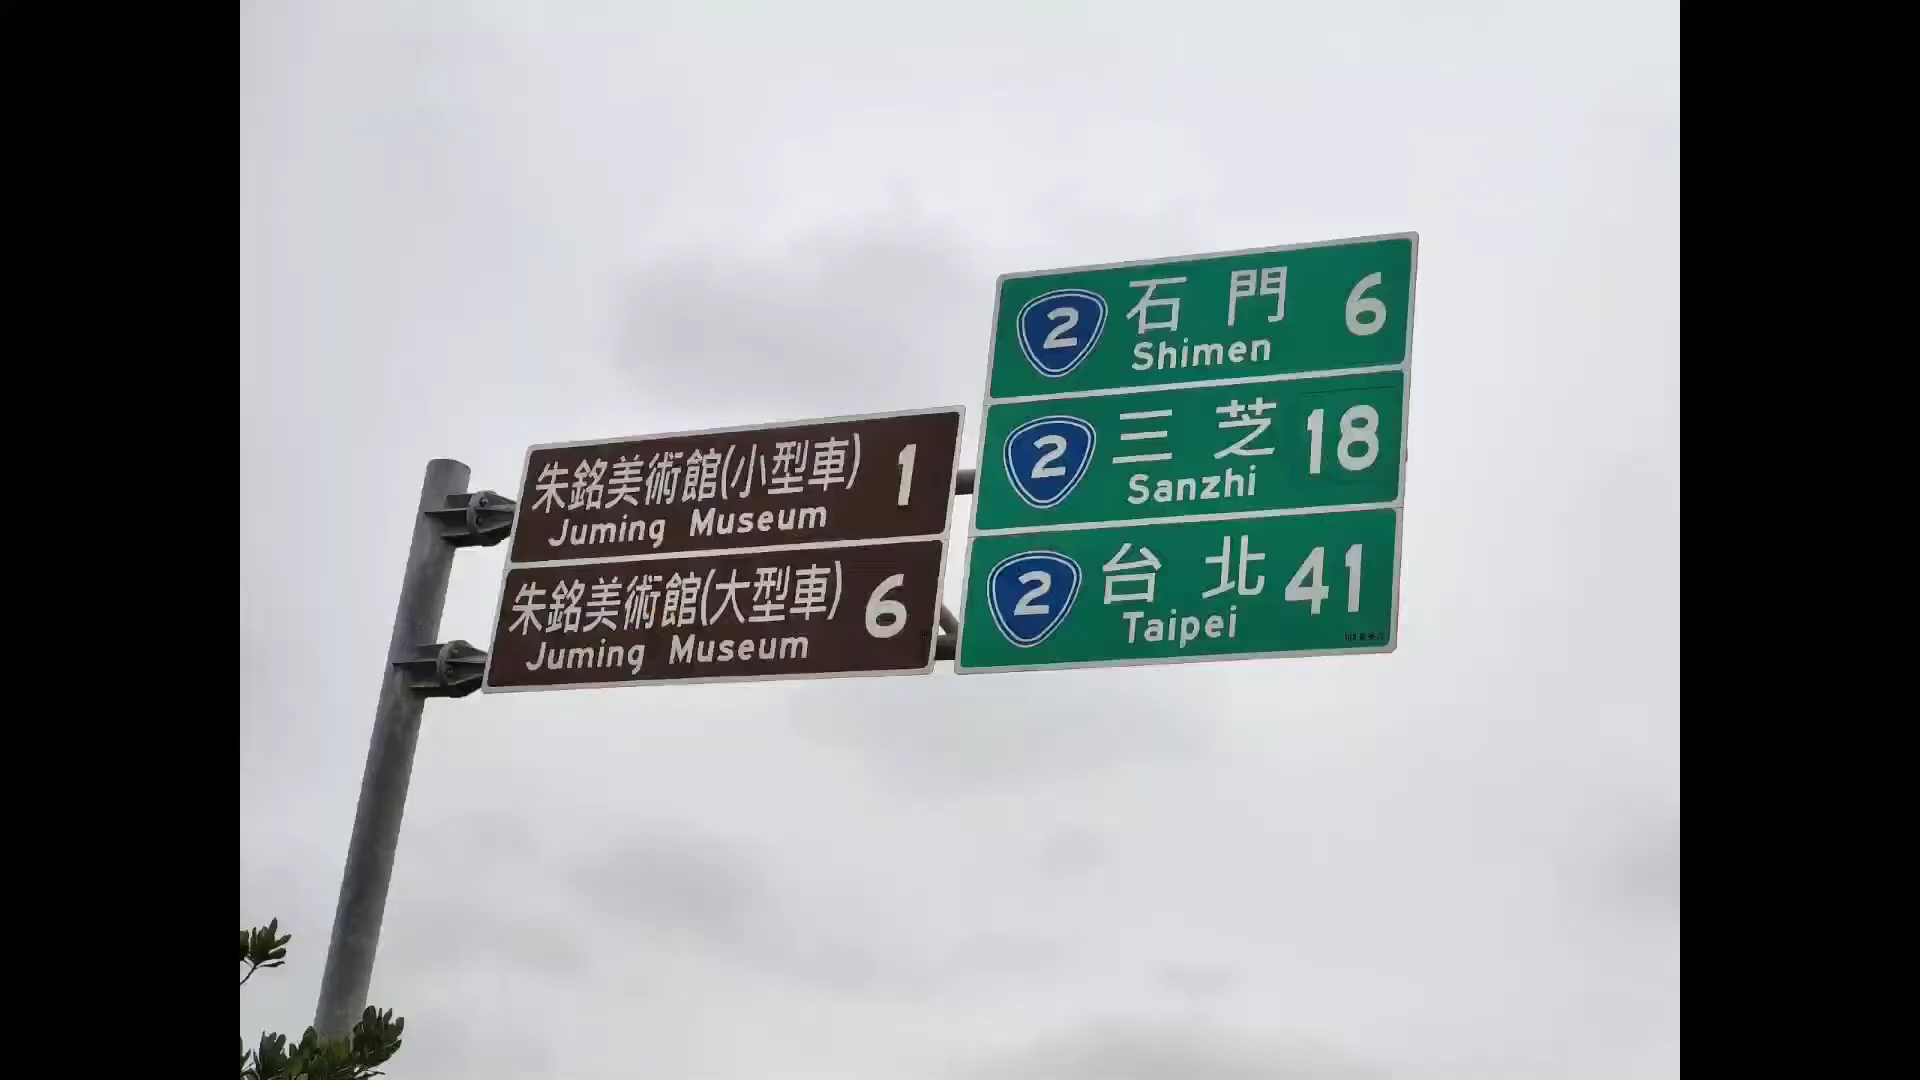 朱銘美術館(小型車) 1
Juming Museum
朱銘美術館(大型車) 6
Juming Museum
2 石門 6
Shimen
2 三芝 18
Sanzhi
2 台北 41
Taipei